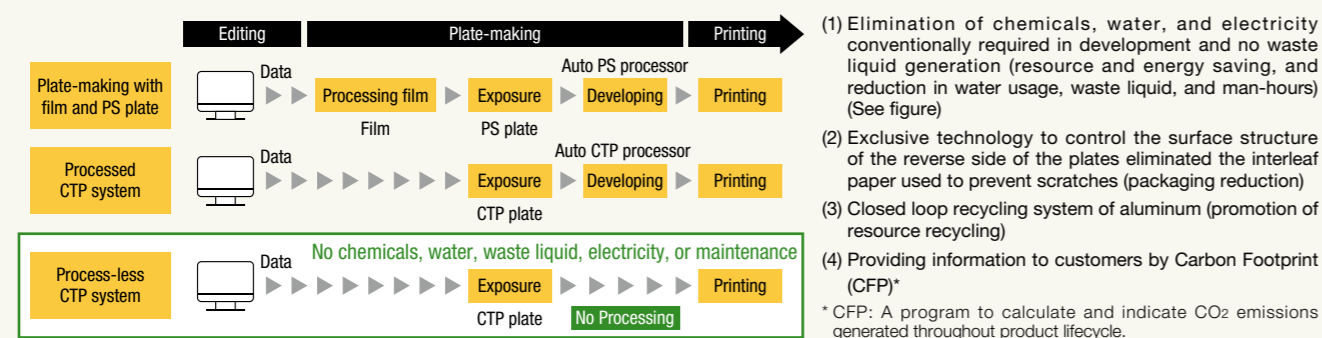 Editing
Plate-making
Printing
Plate-making with
film and PS plate
Data
Processing film
Film
Exposure
PS plate
Auto PS processor
Developing
Printing
Processed
CTP system
Data
Exposure
CTP plate
Auto CTP processor
Developing
Printing
No chemicals, water, waste liquid, electricity, or maintenance
Process-less
CTP system
Data
Exposure
CTP plate
No Processing
Printing
(1) Elimination of chemicals, water, and electricity
conventionally required in development and no waste
liquid generation (resource and energy saving, and
reduction in water usage, waste liquid, and man-hours)
(See figure)
(2) Exclusive technology to control the surface structure
of the reverse side of the plates eliminated the interleaf
paper used to prevent scratches (packaging reduction)
(3) Closed loop recycling system of aluminum (promotion of
resource recycling)
(4) Providing information to customers by Carbon Footprint
(CFP)*
* CFP: A program to calculate and indicate CO2 emissions
generated throughout product lifecycle.